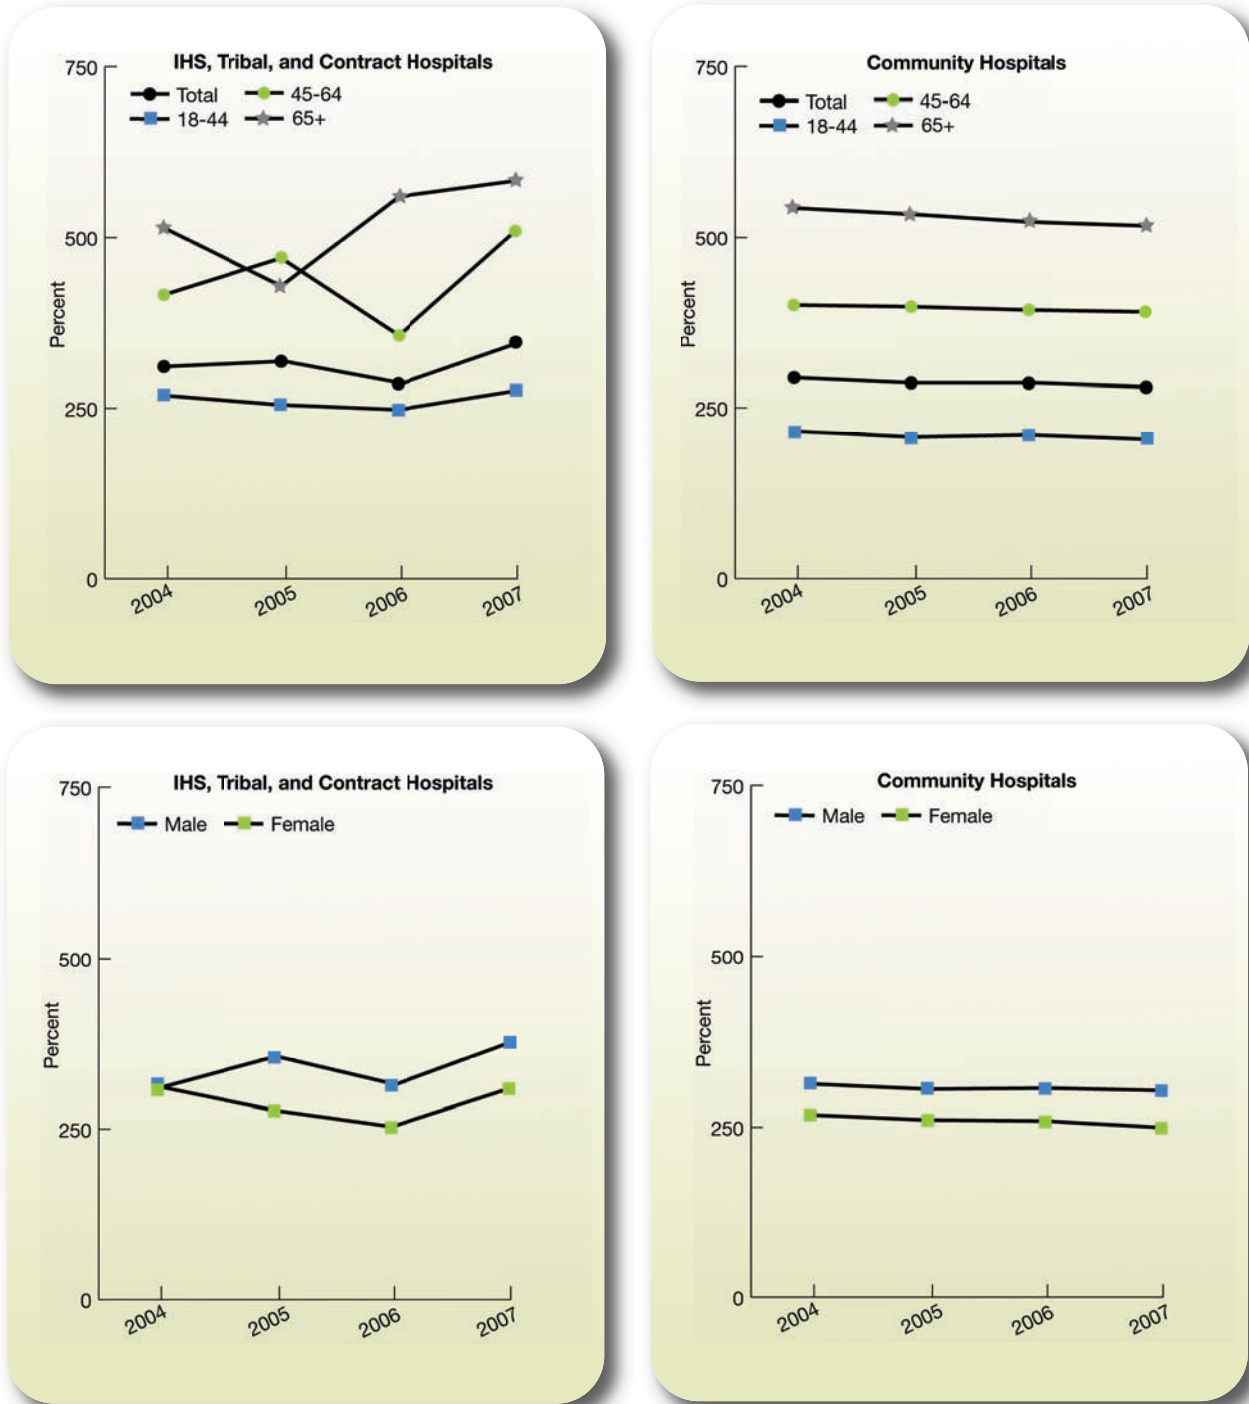 IHS, Tribal, and Contract Hospitals
750
Total 45-64
18-44 65+
500
Percent
250
0
2004 2005 2006 2007
Community Hospitals
750
Total 45-64
18-44 65+
500
Percent
250
0
2004 2005 2006 2007
IHS, Tribal, and Contract Hospitals
750
Male Female
500
Percent
250
0
2004 2005 2006 2007
Community Hospitals
750
Male Female
500
Percent
250
0
2004 2005 2006 2007